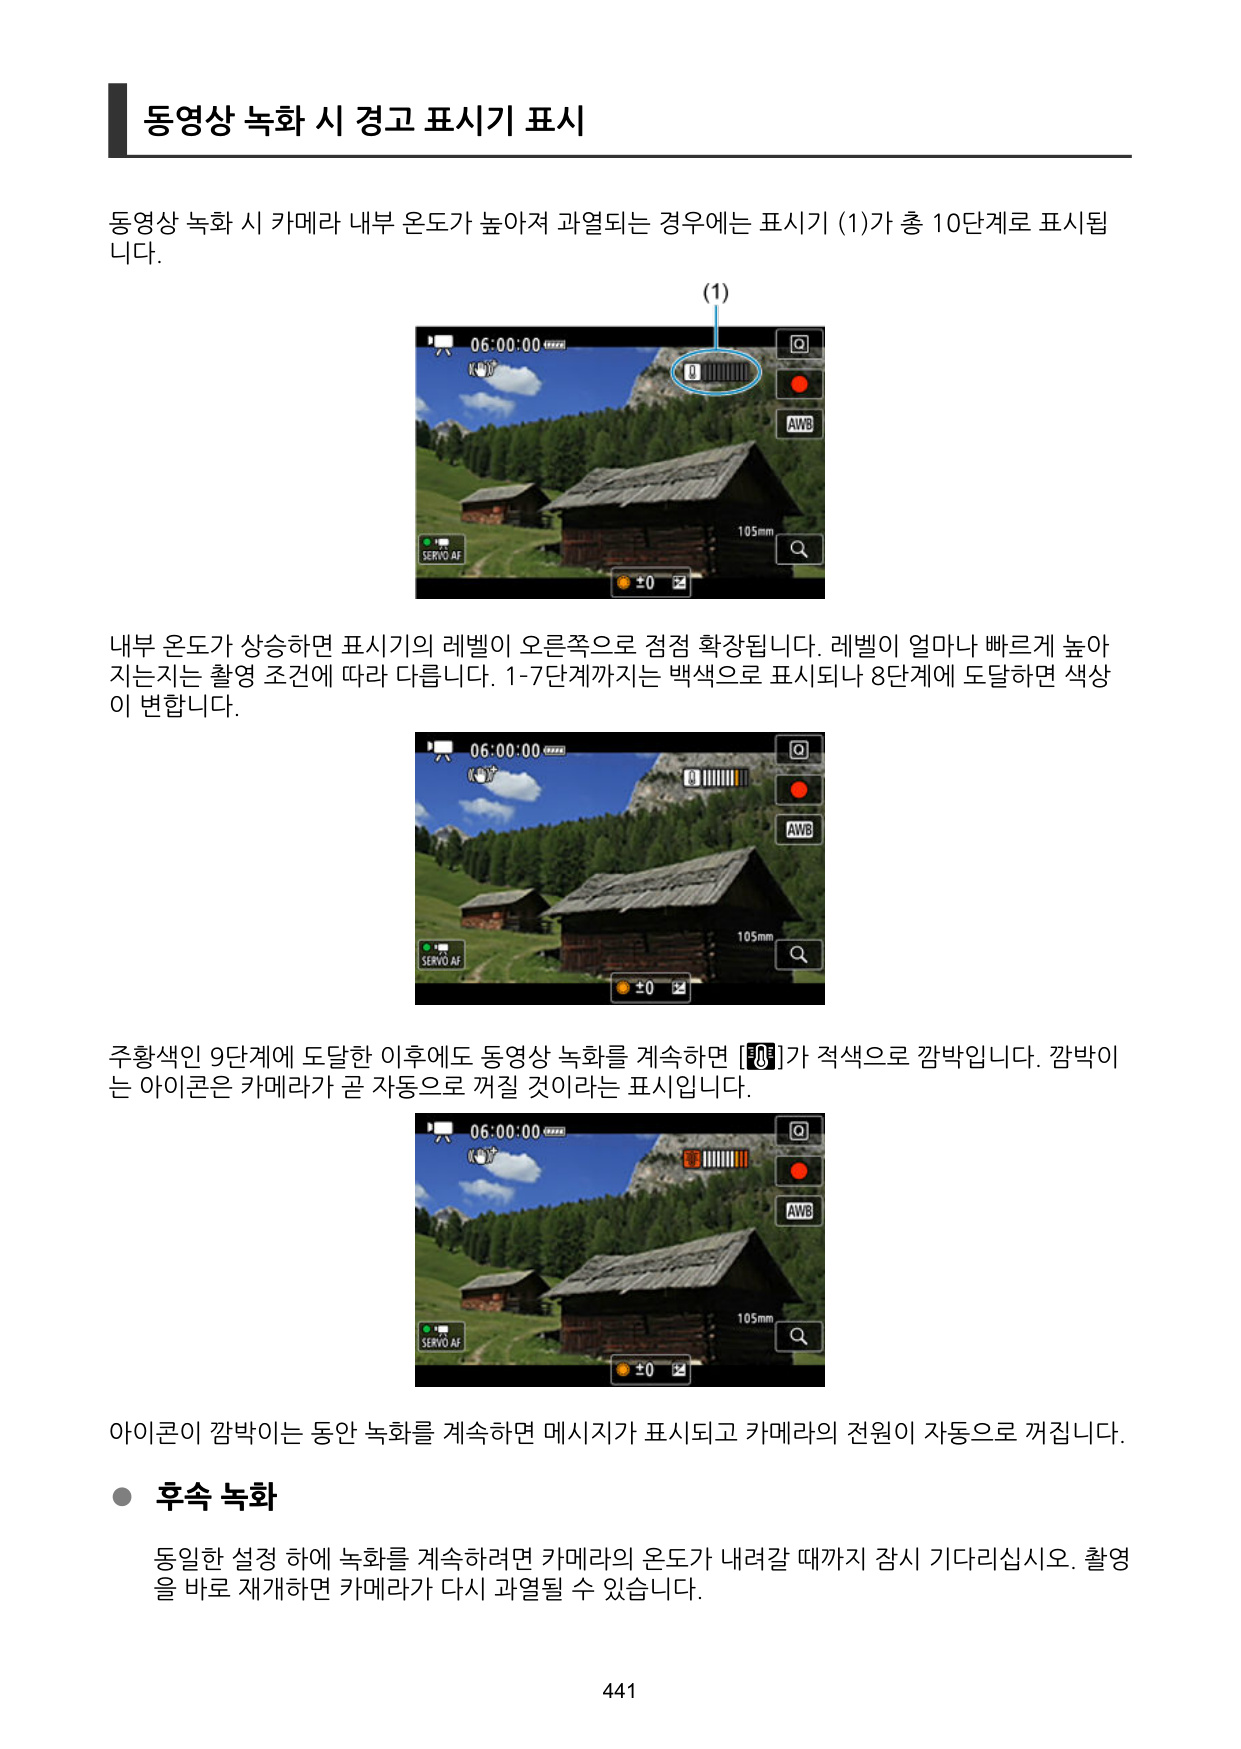 동영상 녹화 시 경고 표시기 표시
동영상 녹화 시 카메라 내부 온도가 높아져 과열되는 경우에는 표시기 (1)가 총 10단계로 표시됩
니다.
(1)
06:00:00
Q
AWB
105mm
SERVO AF
±0
내부 온도가 상승하면 표시기의 레벨이 오른쪽으로 점점 확장됩니다. 레벨이 얼마나 빠르게 높아
지는지는 촬영 조건에 따라 다릅니다. 1-7단계까지는 백색으로 표시되나 8단계에 도달하면 색상
이 변합니다.
06:00:00
Q
AWB
105mm
SERVO AF
±0
주황색인 9단계에 도달한 이후에도 동영상 녹화를 계속하면 []가 적색으로 깜박입니다. 깜박이
는 아이콘은 카메라가 곧 자동으로 꺼질 것이라는 표시입니다.
06:00:00
Q
AWB
105mm
SERVO AF
±0
아이콘이 깜박이는 동안 녹화를 계속하면 메시지가 표시되고 카메라의 전원이 자동으로 꺼집니다.
● 후속 녹화
동일한 설정 하에 녹화를 계속하려면 카메라의 온도가 내려갈 때까지 잠시 기다리십시오. 촬영
을 바로 재개하면 카메라가 다시 과열될 수 있습니다.
441